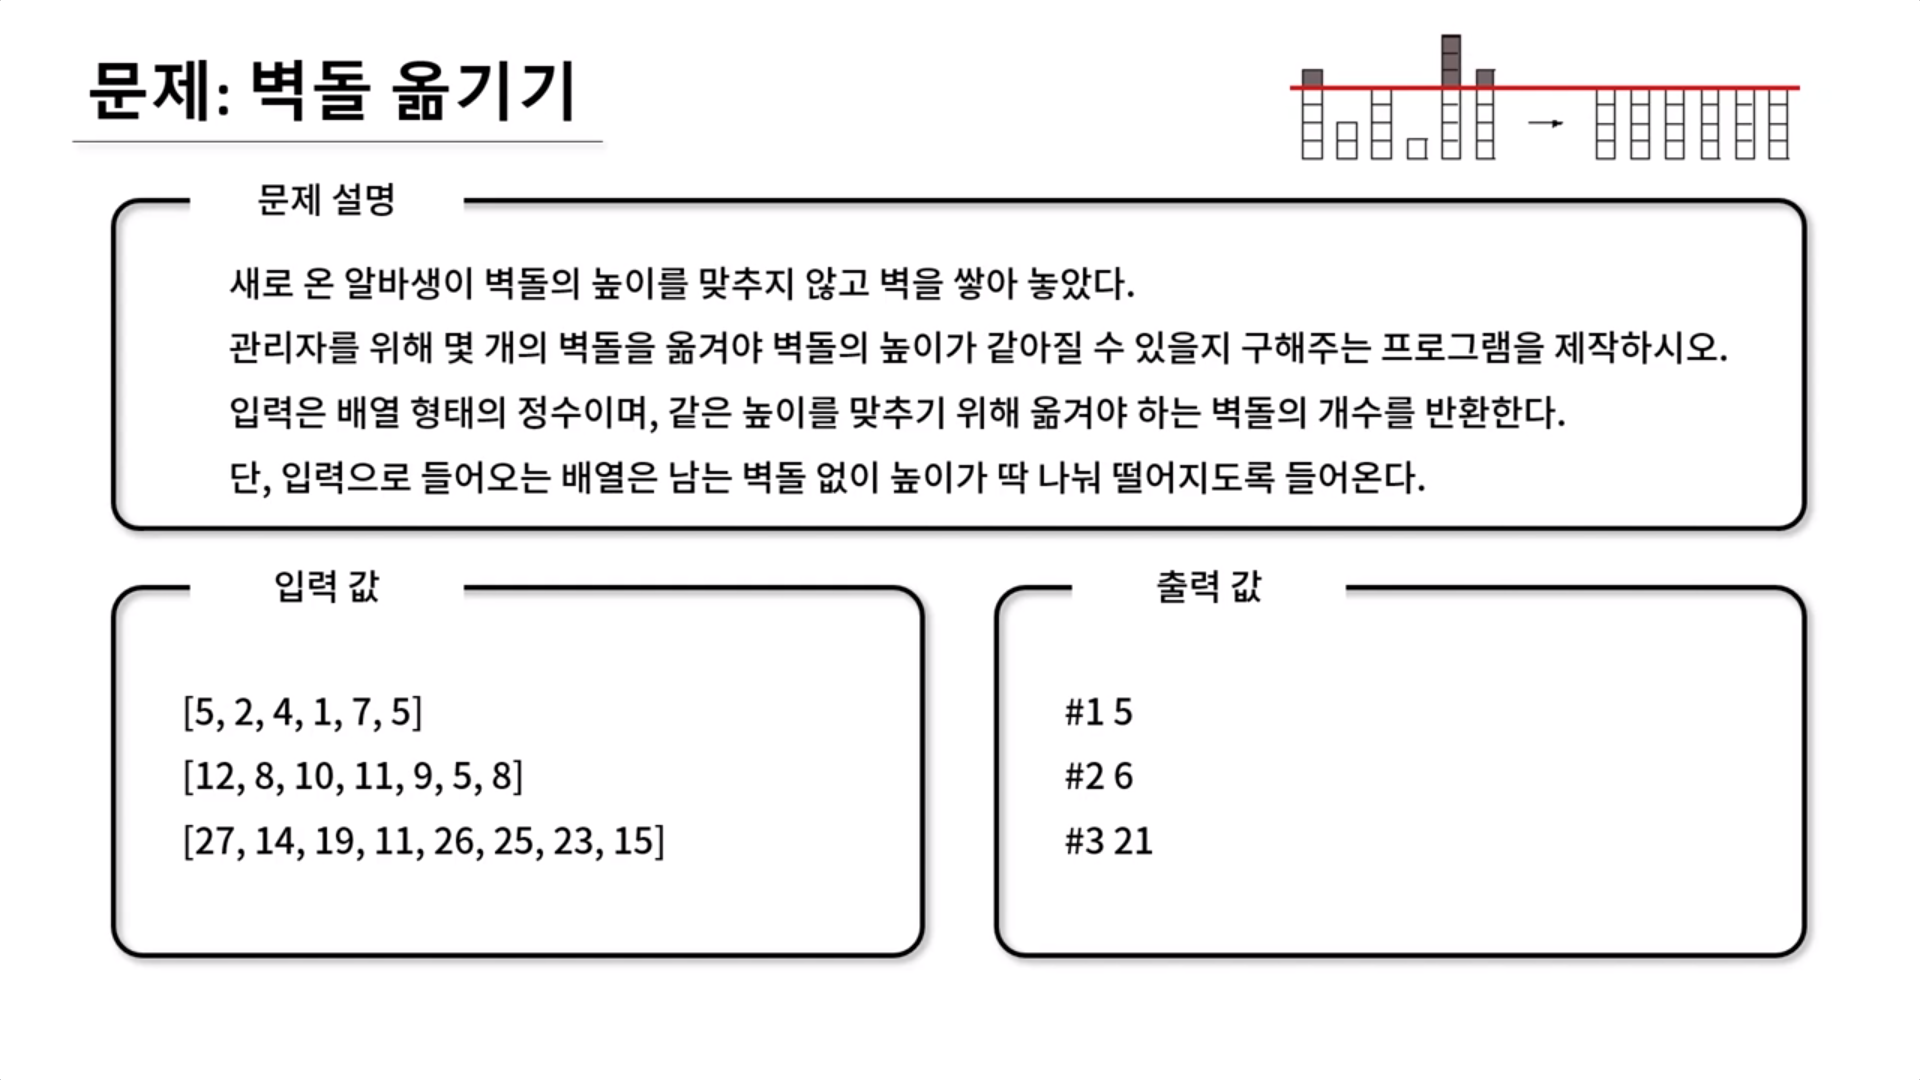 문제: 벽돌 옮기기
문제 설명
새로 온 알바생이 벽돌의 높이를 맞추지 않고 벽을 쌓아 놓았다.
관리자를 위해 몇 개의 벽돌을 옮겨야 벽돌의 높이가 같아질 수 있을지 구해주는 프로그램을 제작하시오.
입력은 배열 형태의 정수이며, 같은 높이를 맞추기 위해 옮겨야 하는 벽돌의 개수를 반환한다.
단, 입력으로 들어오는 배열은 남는 벽돌 없이 높이가 딱 나눠 떨어지도록 들어온다.
입력 값
[5, 2, 4, 1, 7, 5]
[12, 8, 10, 11, 9, 5, 8]
[27, 14, 19, 11, 26, 25, 23, 15]
출력 값
#1 5
#2 6
#3 21